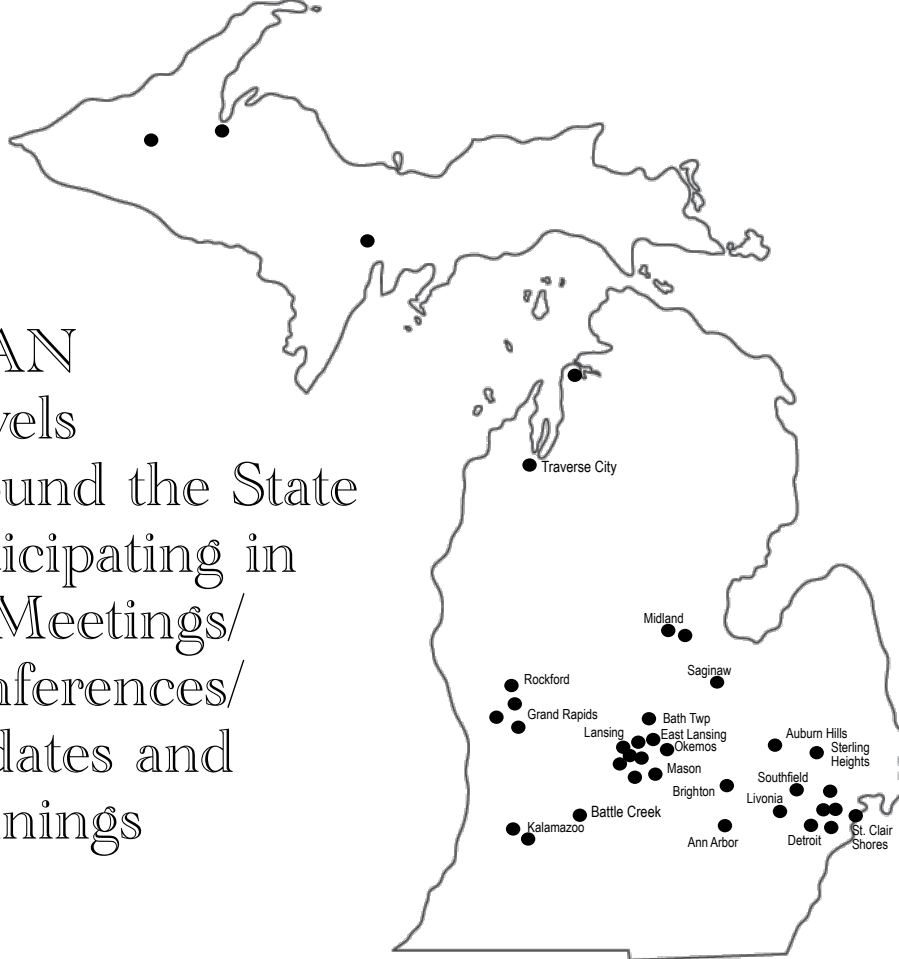 AN
vels
und the State
icipating in
Meetings/
nferences/
dates and
nings
Traverse City
Midland
Saginaw
Rockford
Grand Rapids
Bath Twp
Lansing
East Lansing
Okemos
Mason
Auburn Hills
Sterling
Heights
Southfield
Brighton
Livonia
Battle Creek
Kalamazoo
Ann Arbor
Detroit
St. Clair
Shores